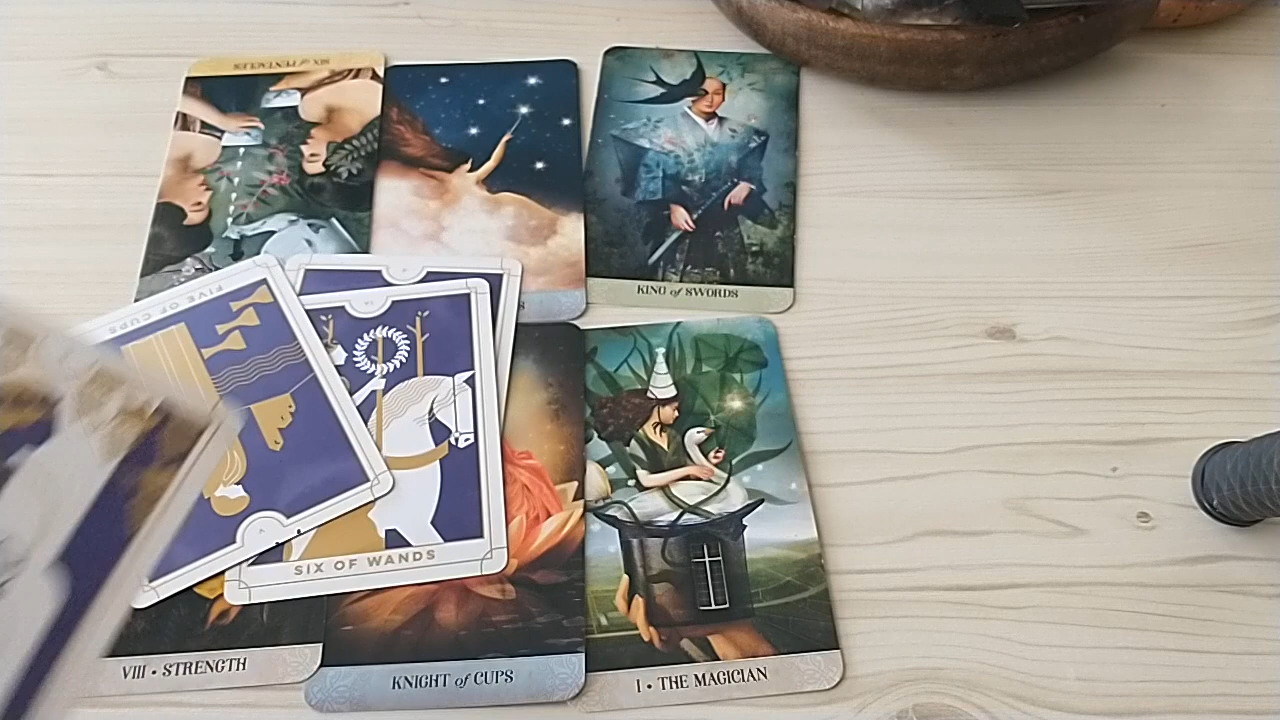 SIX of PENTACLES
KING of SWORDS
FIVE OF CUPS
SIX OF WANDS
VIII • STRENGTH
KNIGHT of CUPS
I • THE MAGICIAN